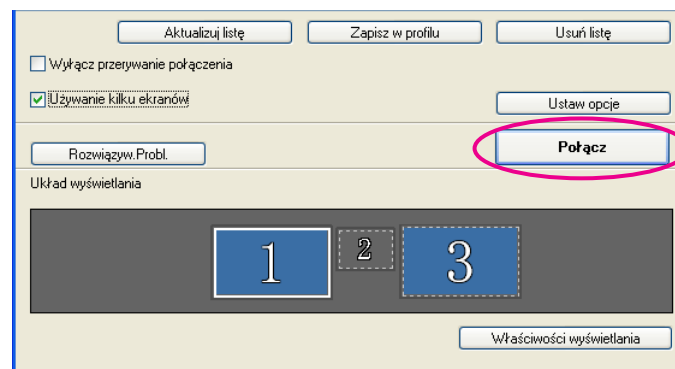 Aktualizuj listę Zapisz w profilu Usuń listę
Wyłącz przerywanie połączenia
Używanie kilku ekranów Ustaw opcje
Rozwiązyw.Probl. Połącz
Układ wyświetlania
1 2 3
Właściwości wyświetlania